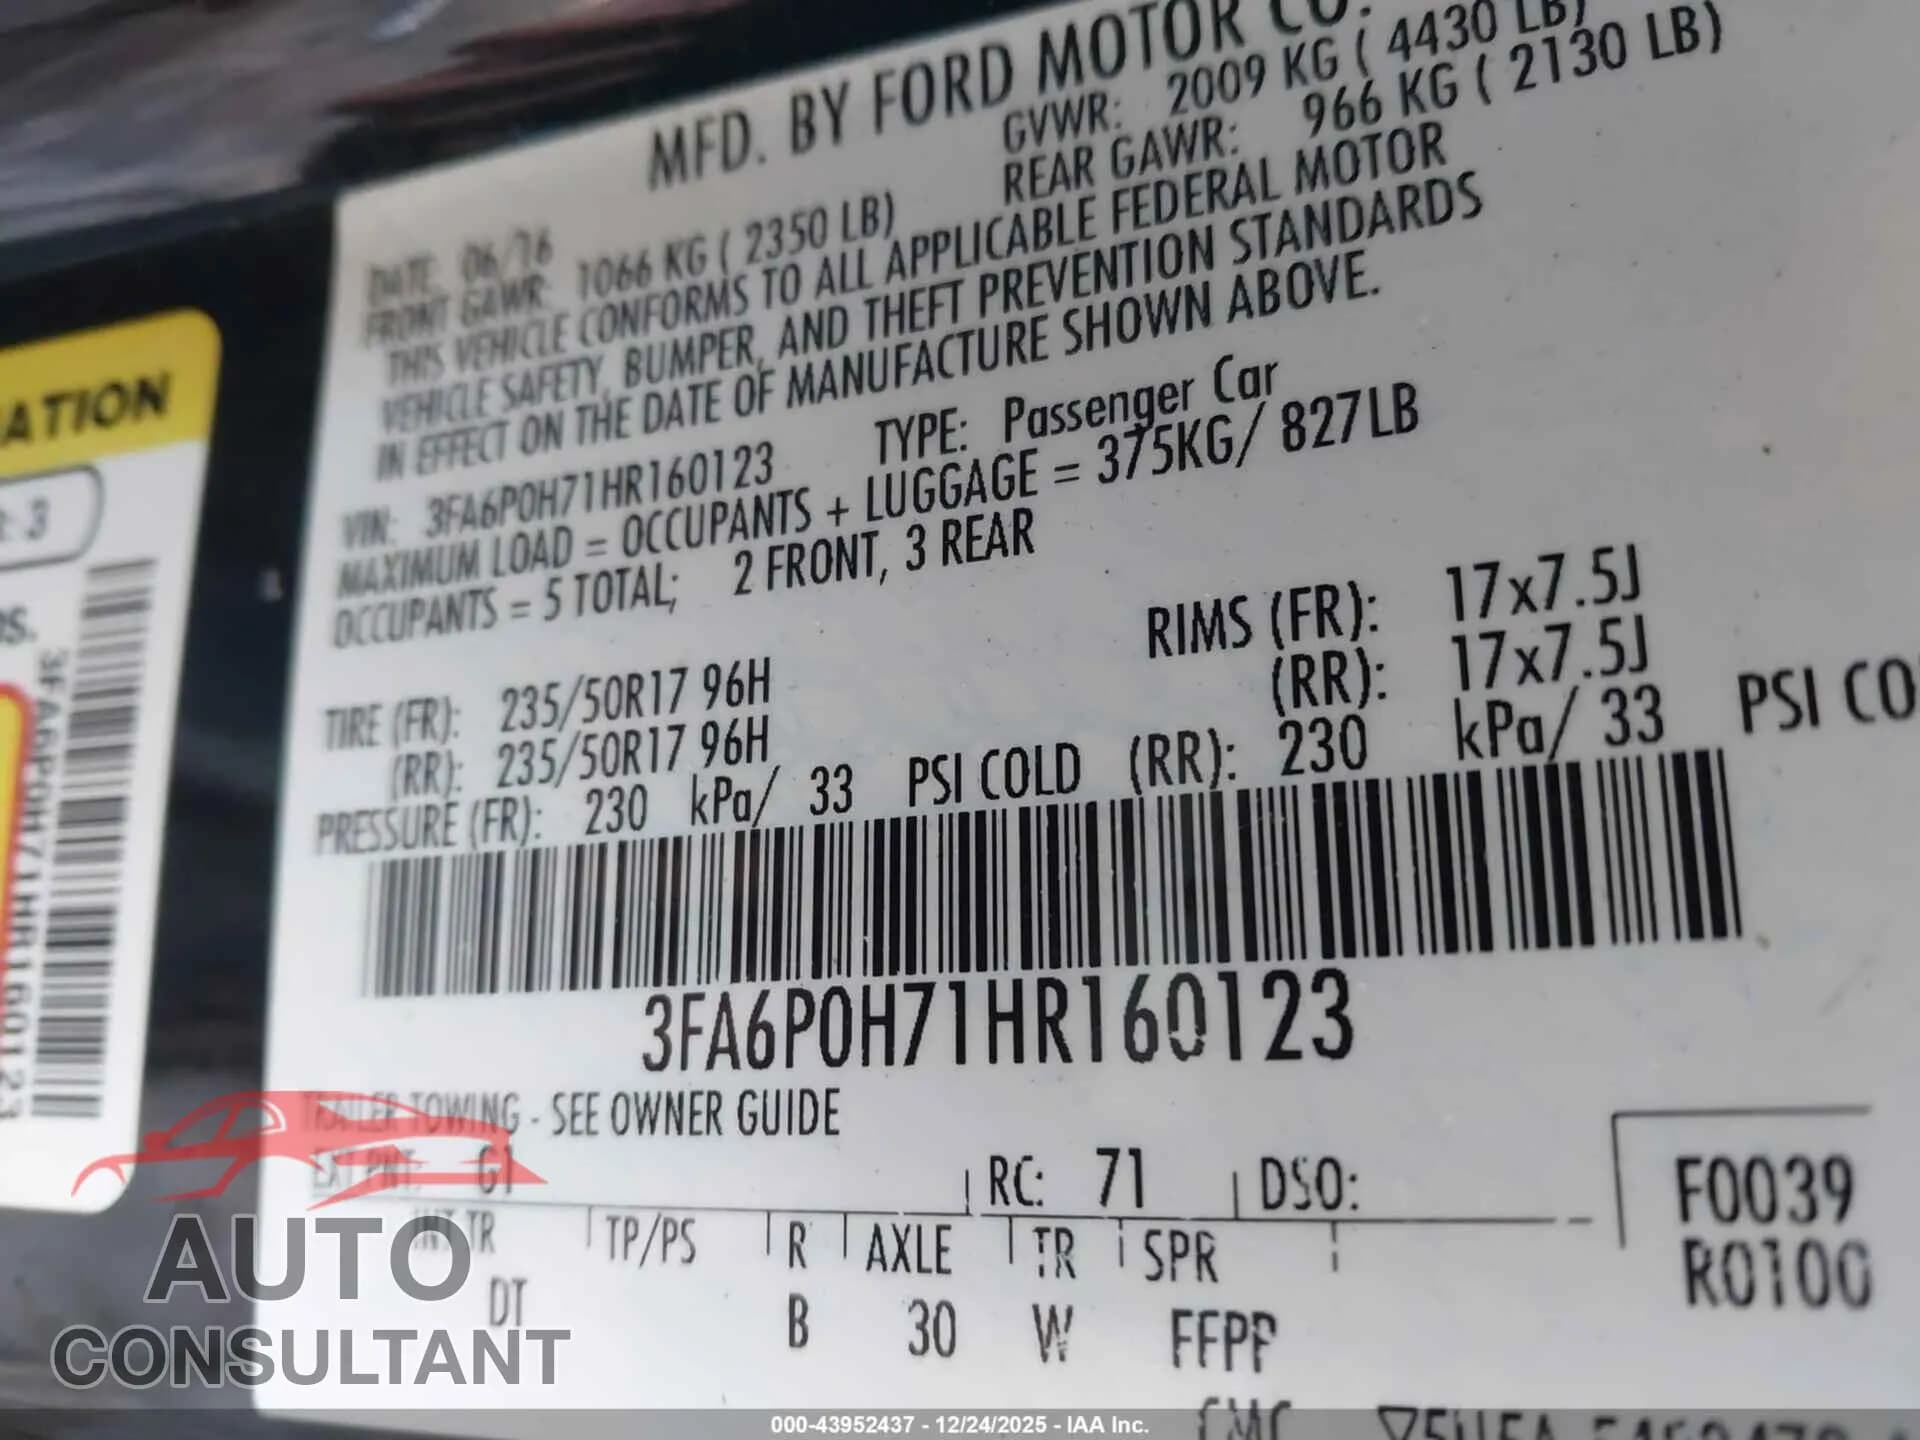 MFD. BY FORD MOTOR CO.
DATE: 06/16
GVWR: 2009 KG ( 4430 LB)
FRONT GAWR: 1066 KG ( 2350 LB)
REAR GAWR: 966 KG ( 2130 LB)
THIS VEHICLE CONFORMS TO ALL APPLICABLE FEDERAL MOTOR
VEHICLE SAFETY, BUMPER, AND THEFT PREVENTION STANDARDS
IN EFFECT ON THE DATE OF MANUFACTURE SHOWN ABOVE.
VIN: 3FA6P0H71HR160123 TYPE: Passenger Car
MAXIMUM LOAD = OCCUPANTS + LUGGAGE = 375KG/ 827LB
OCCUPANTS = 5 TOTAL; 2 FRONT, 3 REAR
TIRE (FR): 235/50R17 96H RIMS (FR): 17x7.5J
(RR): 235/50R17 96H (RR): 17x7.5J
PRESSURE (FR): 230 kPa/ 33 PSI COLD (RR): 230 kPa/ 33 PSI CO
3FA6P0H71HR160123
TRAILER TOWING - SEE OWNER GUIDE
EXT PNT: G1 RC: 71 DSO:
INT TR TP/PS R AXLE TR SPR
DT B 30 W FFPP
F0039
R0100
ATION
: 3
3FA6P0H71HR160123
AUTO
CONSULTANT
000-43952437 - 12/24/2025 - IAA Inc.